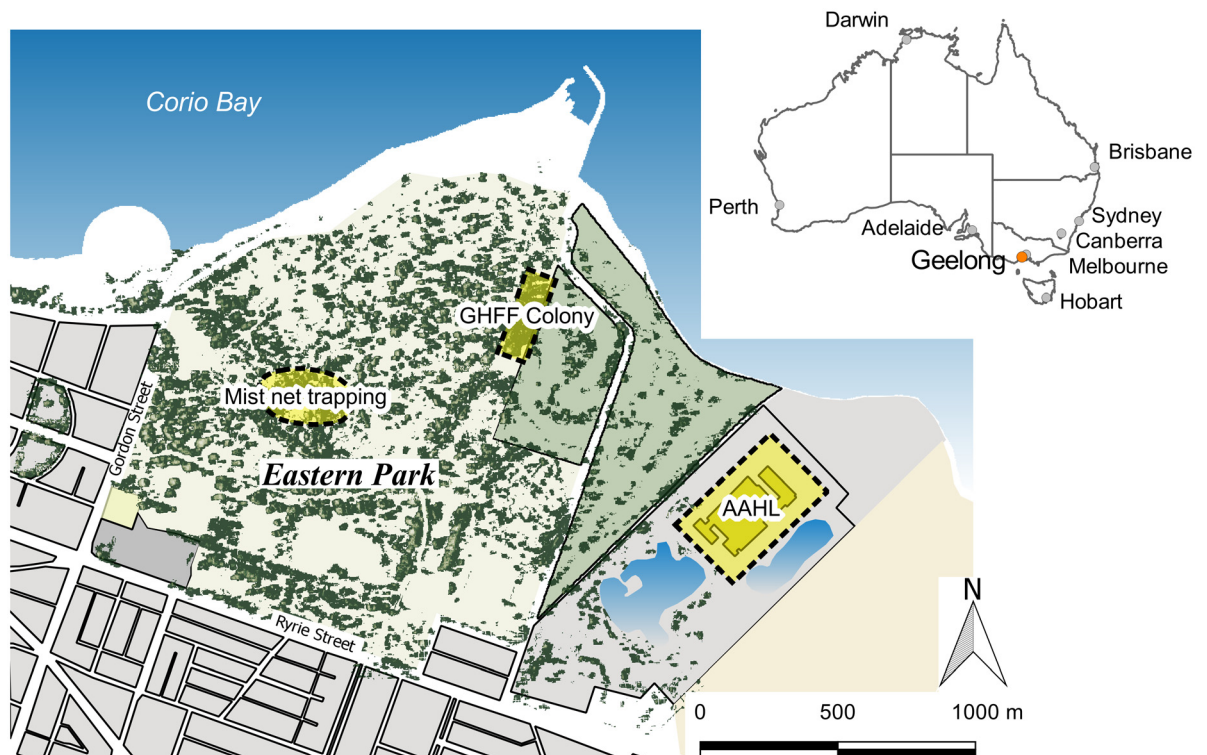 Darwin
Corio Bay
Brisbane
Perth
Sydney
Adelaide
Canberra
Geelong
Melbourne
Hobart
GHFF Colony
Mist net trapping
Gordon Street
Eastern Park
AAHL
N
Ryrie Street
0 500 1000 m